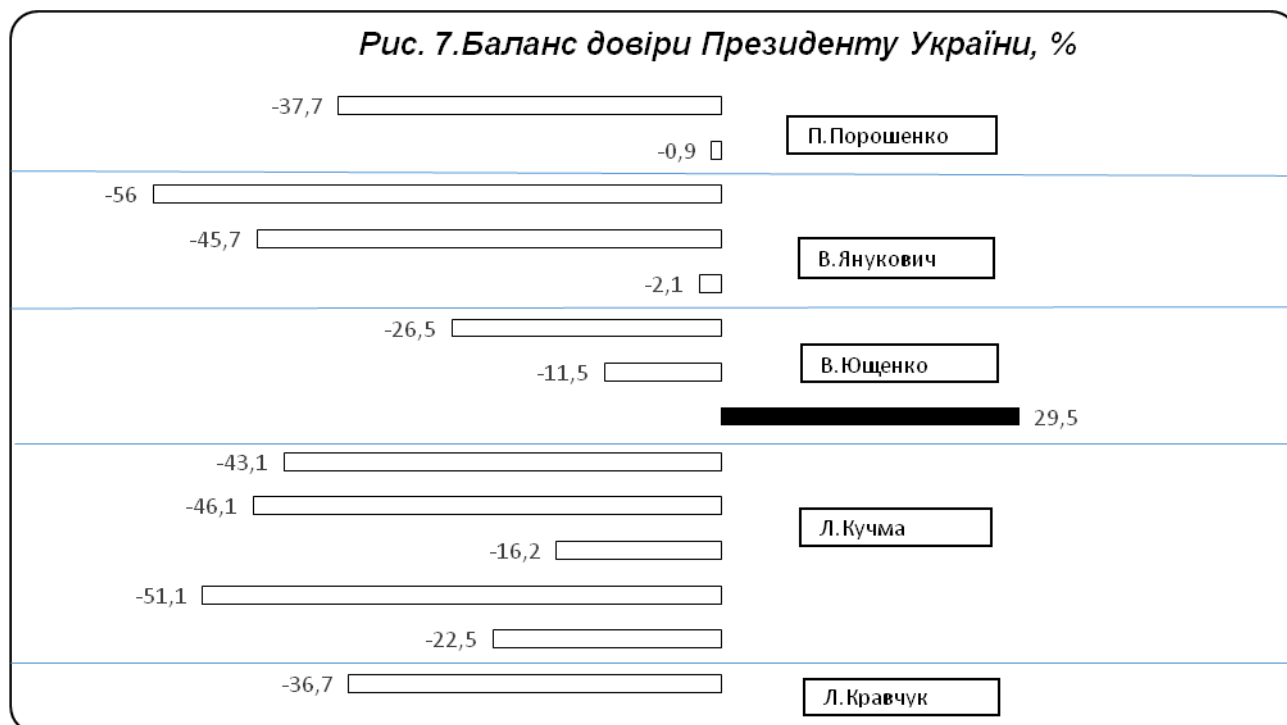 Рис. 7.Баланс довіри Президенту України, %
-37,7
П.Порошенко
-0,9
-56
-45,7
В.Янукович
-2,1
-26,5
В.Ющенко
-11,5
29,5
-43,1
-46,1
Л.Кучма
-16,2
-51,1
-22,5
-36,7
Л.Кравчук